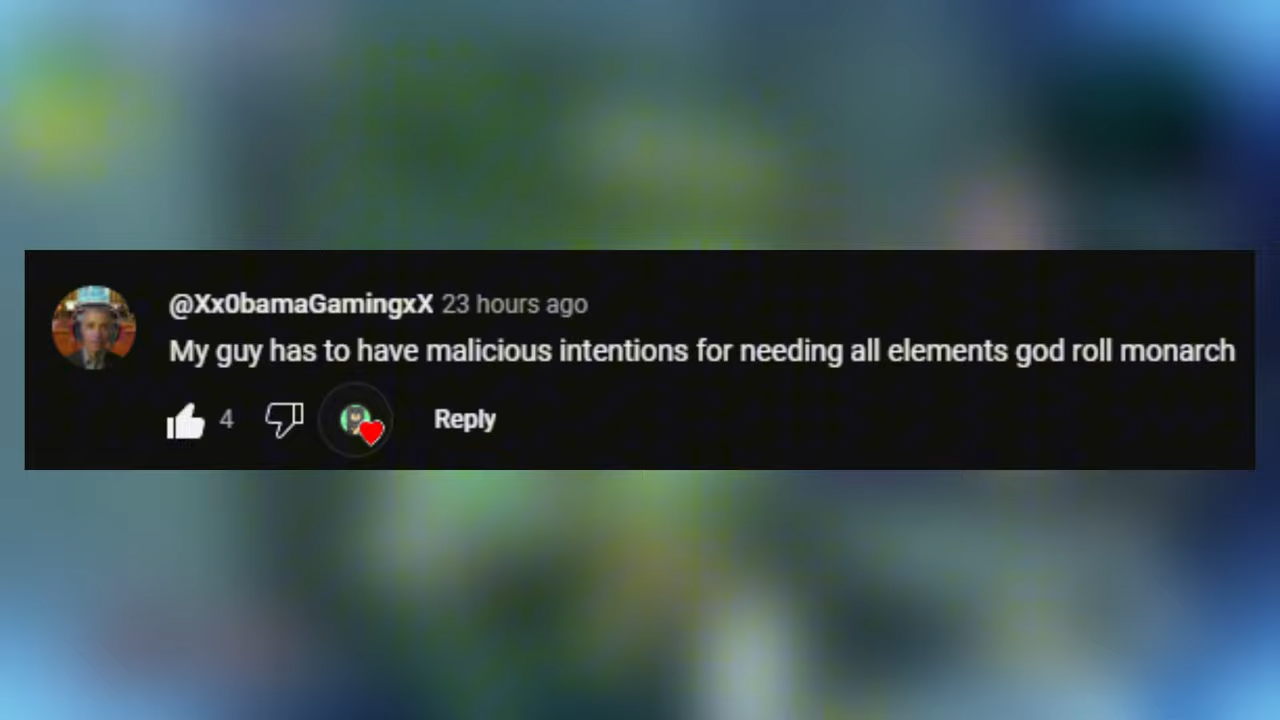 @Xx0bamaGamingxX 23 hours ago
My guy has to have malicious intentions for needing all elements god roll monarch
4 Reply